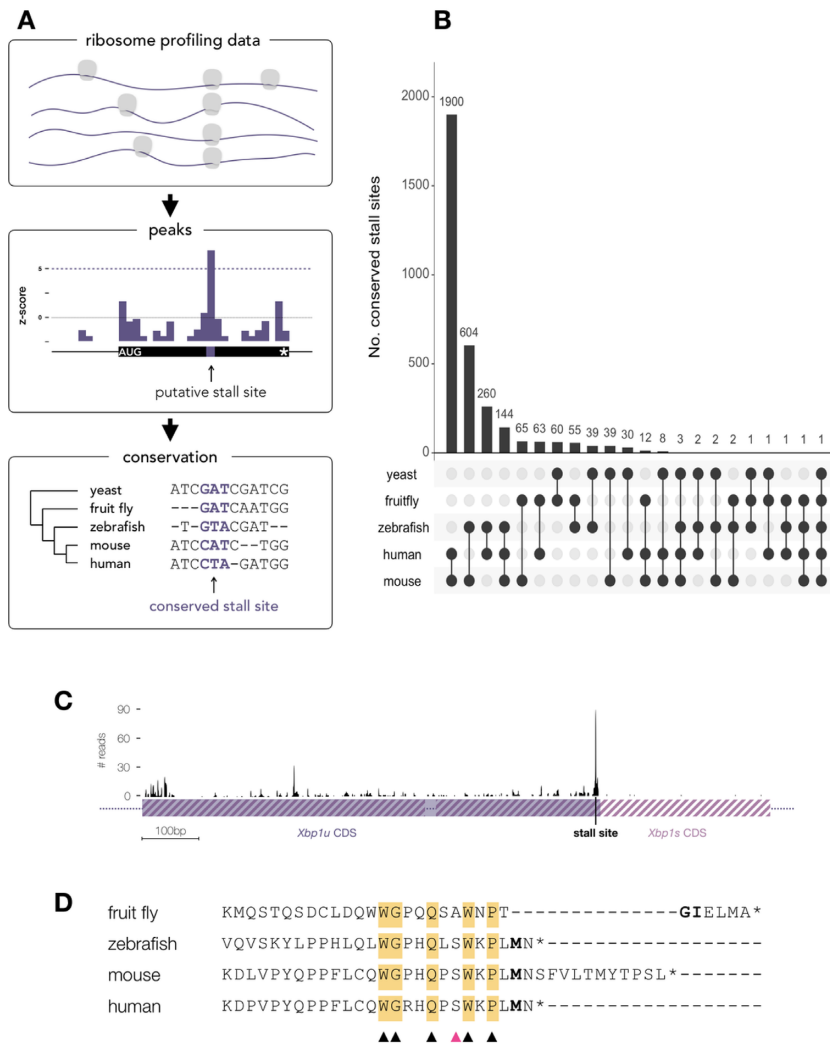 A
ribosome profiling data
peaks
z-score
5
0
AUG
*
putative stall site
conservation
yeast ATCGATCGATCG
fruit fly ---GATCAATGG
zebrafish -T-GTACGAT--
mouse ATCCATC--TGG
human ATCCTA-GATGG
conserved stall site
B
No. conserved stall sites
2000
1500
1000
500
0
1900 604 260 144 65 63 60 55 39 39 30 12 8 3 2 2 2 1 1 1 1
yeast
fruitfly
zebrafish
human
mouse
C
# reads
90
60
30
0
100bp
Xbp1u CDS
stall site
Xbp1s CDS
D
fruit fly KMQSTQSDCLDQWWGPQQSAWNPT--------------GIELMA*
zebrafish VQVSKYLPPHLQLWGPHQLSWKPLMN*------------------
mouse KDLVPYQPPFLCQWGPHQPSWKPLMNSFVLTMYTPSL*-------
human KDPVPYQPPFLCQWGRHQPSWKPLMN*------------------